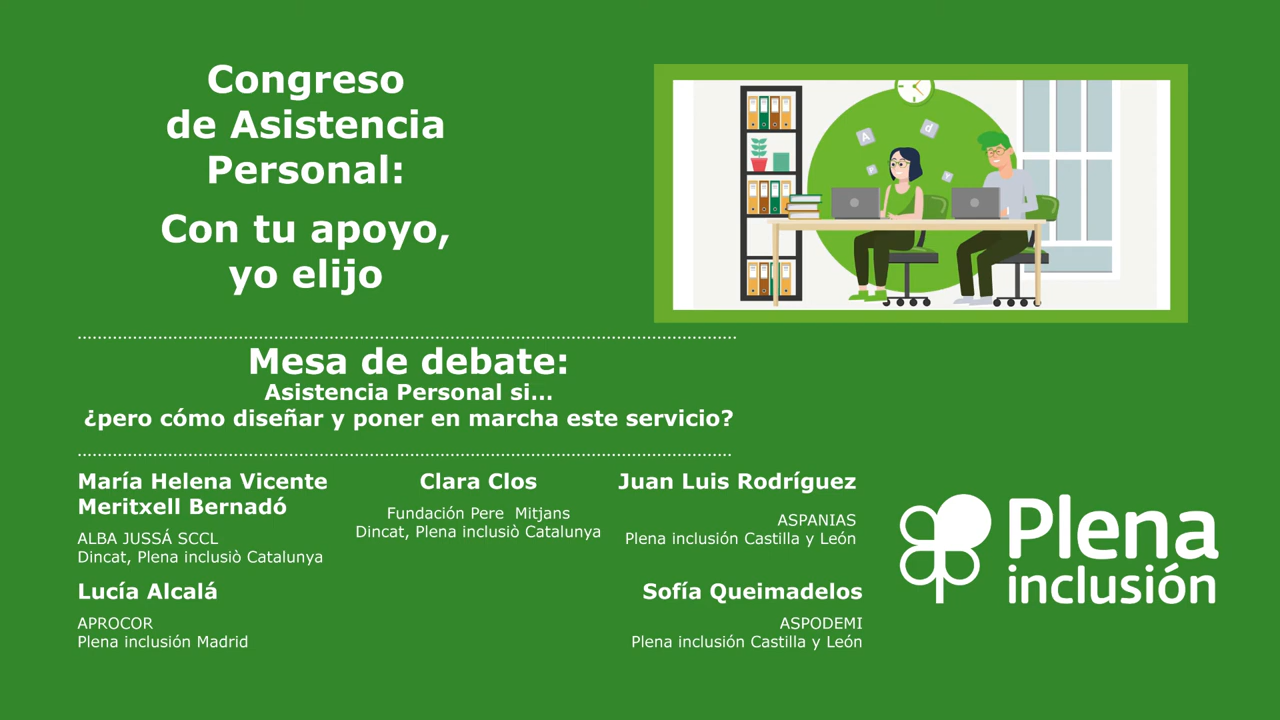 Congreso
de Asistencia
Personal:
Con tu apoyo,
yo elijo
A
d
Mesa de debate:
Asistencia Personal si...
¿pero cómo diseñar y poner en marcha este servicio?
María Helena Vicente
Meritxell Bernadó
ALBA JUSSÁ SCCL
Dincat, Plena inclusiò Catalunya
Clara Clos
Fundación Pere Mitjans
Dincat, Plena inclusiò Catalunya
Juan Luis Rodríguez
ASPANIAS
Plena inclusión Castilla y León
Lucía Alcalá
APROCOR
Plena inclusión Madrid
Sofía Queimadelos
ASPODEMI
Plena inclusión Castilla y León
Plena
inclusión